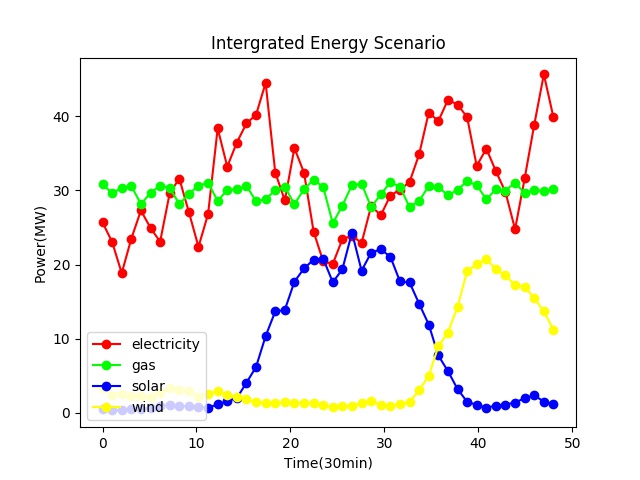 Intergrated Energy Scenario
Power(MW)
40
30
20
10
0
electricity
gas
solar
wind
0 10 20 30 40 50
Time(30min)